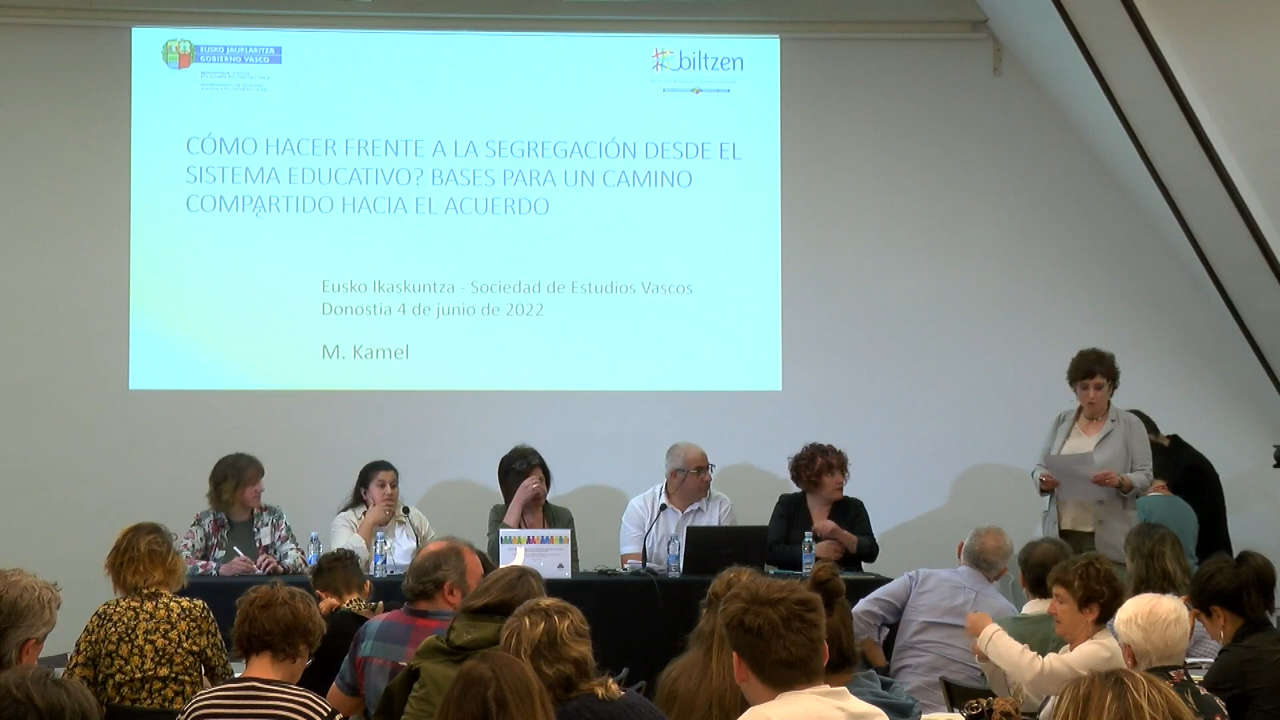 EUSKO JAURLARITZA
GOBIERNO VASCO
biltzen
CÓMO HACER FRENTE A LA SEGREGACIÓN DESDE EL
SISTEMA EDUCATIVO? BASES PARA UN CAMINO
COMPARTIDO HACIA EL ACUERDO
Eusko Ikaskuntza - Sociedad de Estudios Vascos
Donostia 4 de junio de 2022
M. Kamel